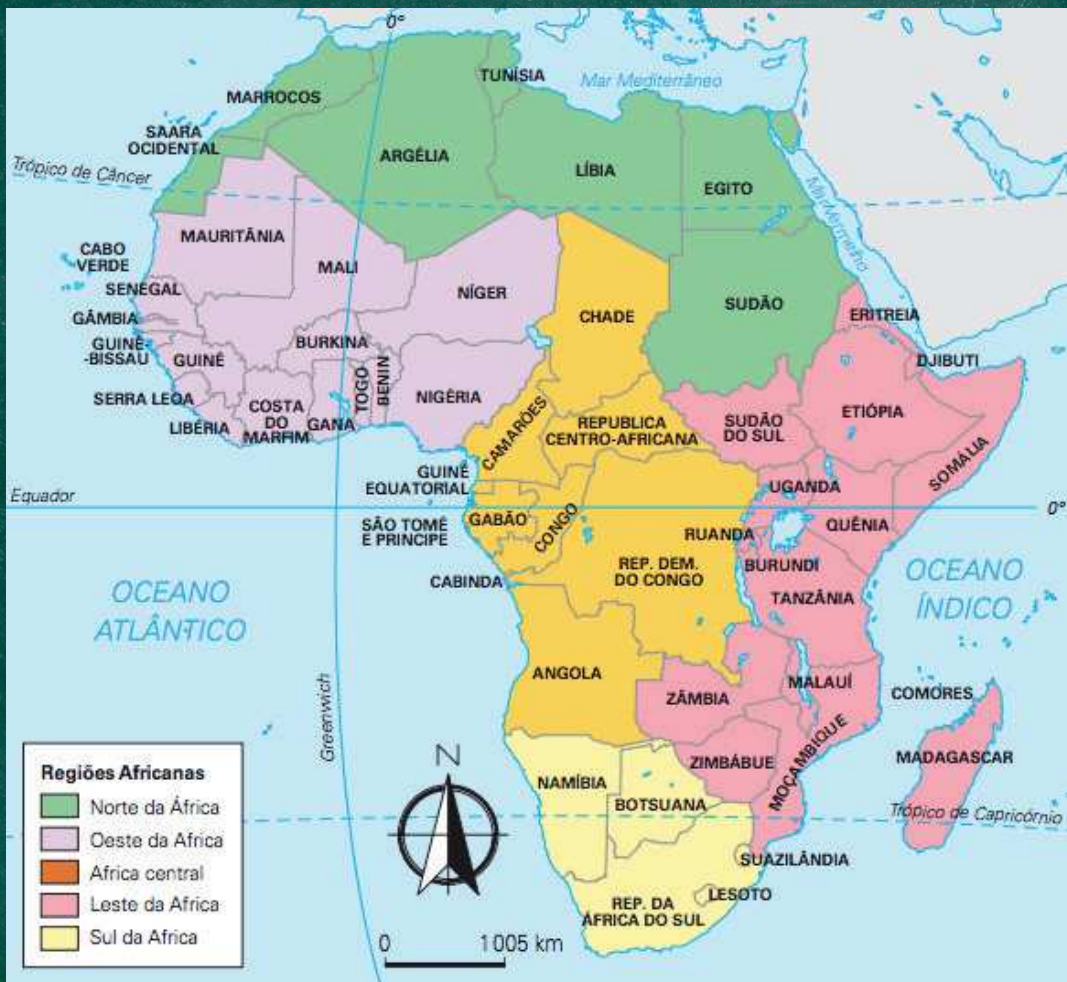 0°
TUNÍSIA
Mar Mediterrâneo
MARROCOS
SAARA
OCIDENTAL
ARGÉLIA
LÍBIA
EGITO
Trópico de Câncer
Mar Vermelho
MAURITÂNIA
CABO
VERDE
MALI
NÍGER
SENEGAL
CHADE
SUDÃO
ERITREIA
GÂMBIA
GUINÉ-
-BISSAU
GUINÉ
BURKINA
DJIBUTI
SERRA LEOA
COSTA
DO
MARFIM
TOGO
BENIN
NIGÉRIA
LIBÉRIA
GANA
CAMARÕES
REPUBLICA
CENTRO-AFRICANA
SUDÃO
DO SUL
ETIÓPIA
SOMÁLIA
GUINÉ
EQUATORIAL
Equador
UGANDA
0°
SÃO TOMÉ
E PRINCIPE
GABÃO
CONGO
RUANDA
QUÊNIA
CABINDA
REP. DEM.
DO CONGO
BURUNDI
TANZÂNIA
OCEANO
ATLÂNTICO
OCEANO
ÍNDICO
ANGOLA
ZÂMBIA
MALAUÍ
COMORES
Greenwich
MOÇAMBIQUE
MADAGASCAR
ZIMBÁBUE
NAMÍBIA
BOTSUANA
Trópico de Capricórnio
SUAZILÂNDIA
LESOTO
REP. DA
ÁFRICA DO SUL
N
0 1 005 km
Regiões Africanas
Norte da África
Oeste da Africa
Africa central
Leste da Africa
Sul da Africa